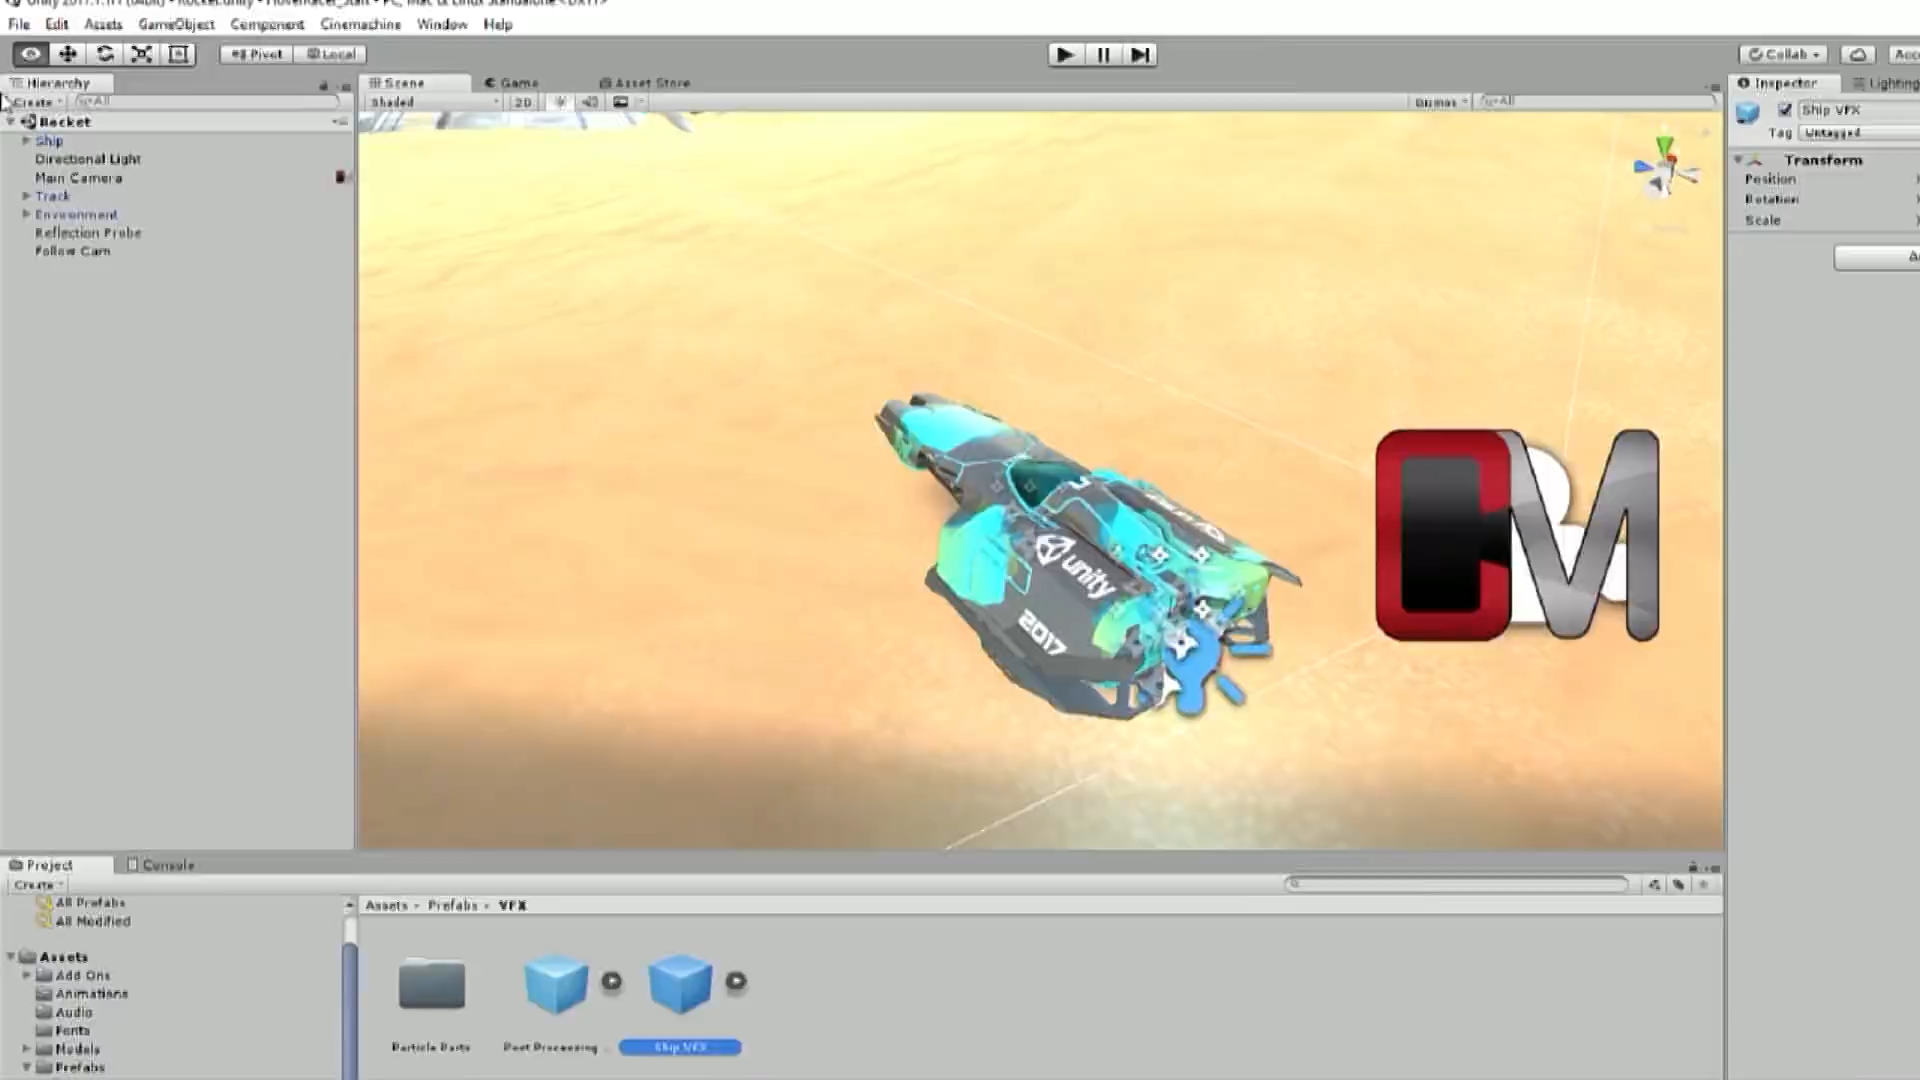 File Edit Assets GameObject Component Cinemachine Window Help
Pivot Local
Collab
Hierarchy
Scene Game Asset Store
Inspector Lighting
Create
All
Shaded 2D
Gizmos
All
Ship VFX
Rocket
Tag Untagged
Ship
Directional Light
Transform
Main Camera
Position
Track
Rotation
Environment
Scale
Reflection Probe
Follow Cam
CM
unity
2017
Project Console
Create
All Prefabs
Assets Prefabs VFX
All Modified
Assets
Add Ons
Animations
Audio
Fonts
Models
Prefabs
Particle Parts Post Processing Ship VFX